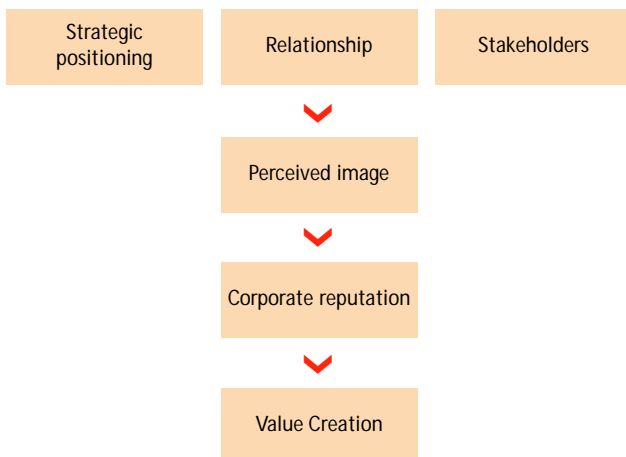 Strategic
positioning
Relationship
Stakeholders
Perceived image
Corporate reputation
Value Creation